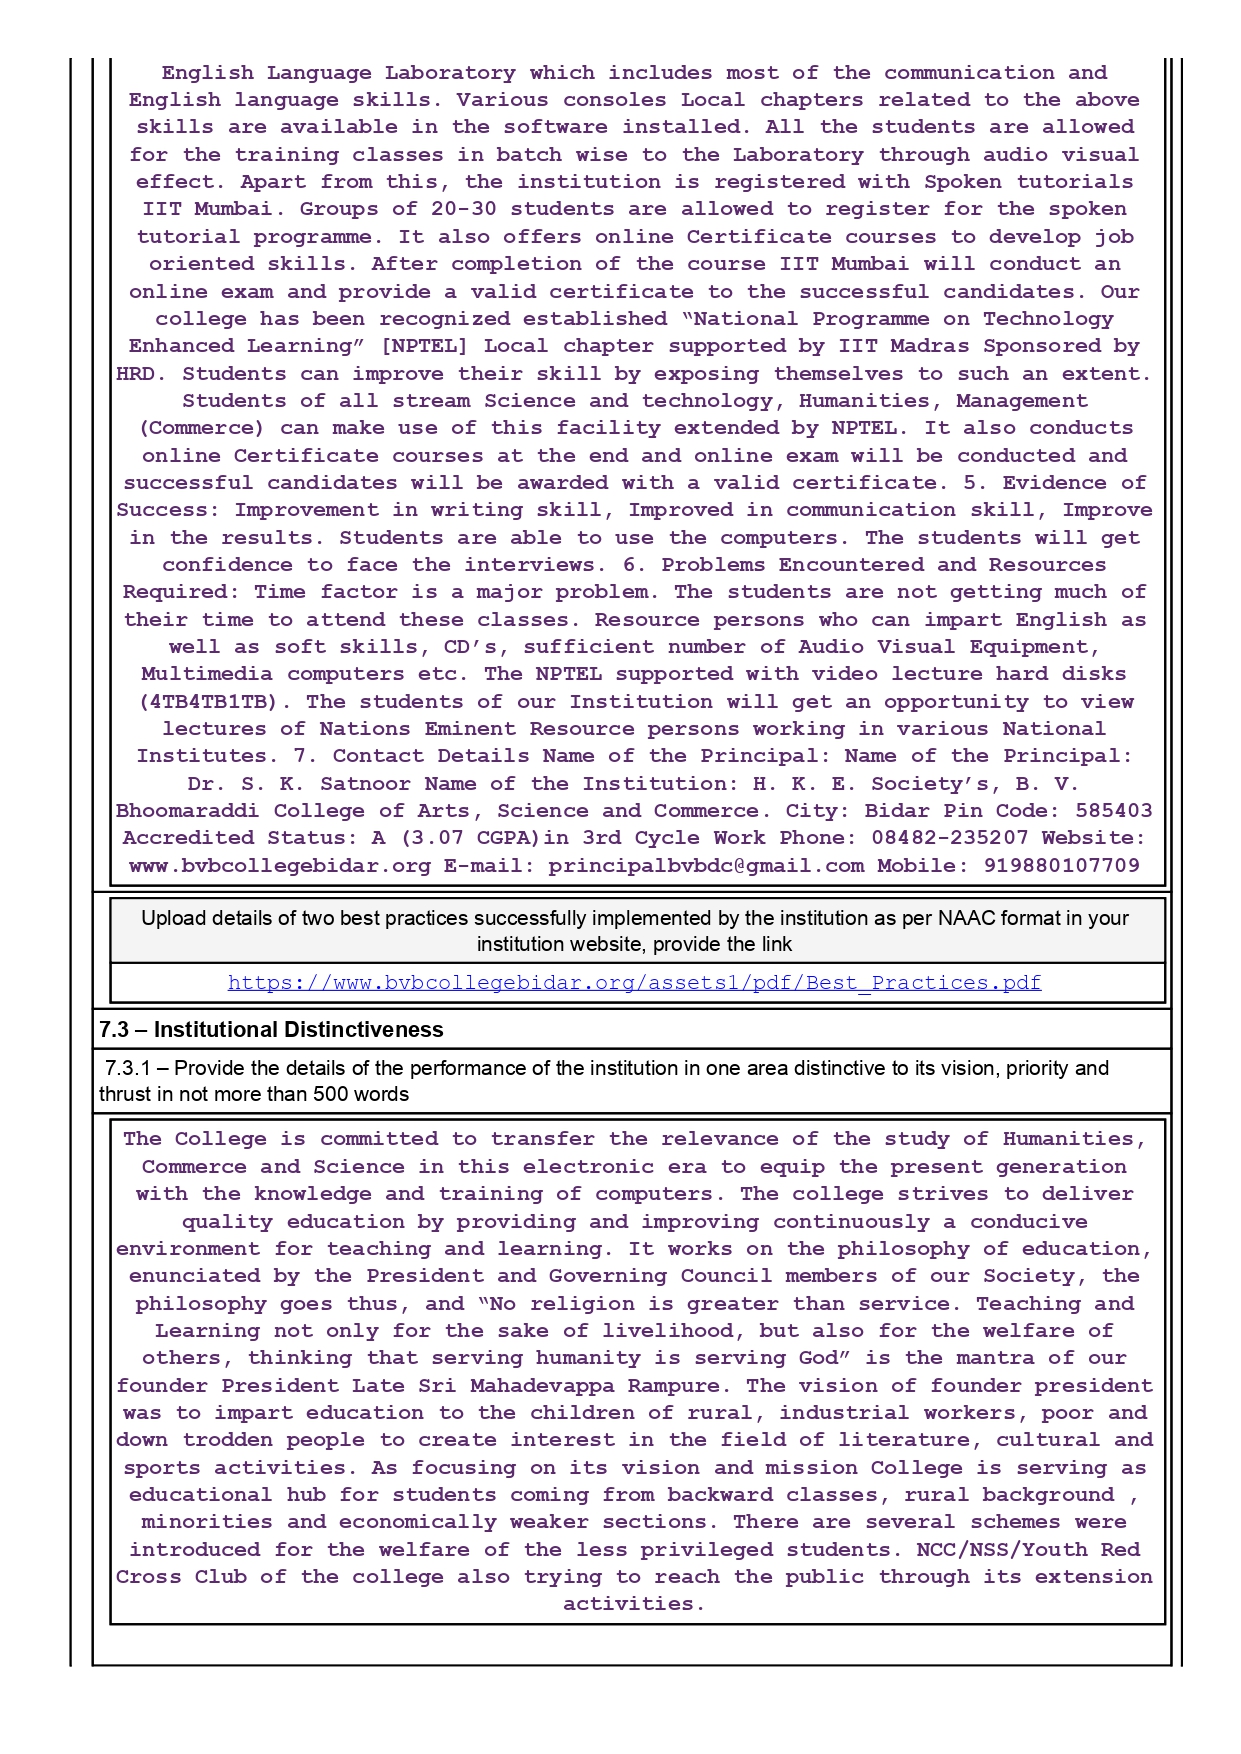 English Language Laboratory which includes most of the communication and
English language skills. Various consoles Local chapters related to the above
skills are available in the software installed. All the students are allowed
for the training classes in batch wise to the Laboratory through audio visual
effect. Apart from this, the institution is registered with Spoken tutorials
IIT Mumbai. Groups of 20-30 students are allowed to register for the spoken
tutorial programme. It also offers online Certificate courses to develop job
oriented skills. After completion of the course IIT Mumbai will conduct an
online exam and provide a valid certificate to the successful candidates. Our
college has been recognized established “National Programme on Technology
Enhanced Learning” [NPTEL] Local chapter supported by IIT Madras Sponsored by
HRD. Students can improve their skill by exposing themselves to such an extent.
Students of all stream Science and technology, Humanities, Management
(Commerce) can make use of this facility extended by NPTEL. It also conducts
online Certificate courses at the end and online exam will be conducted and
successful candidates will be awarded with a valid certificate. 5. Evidence of
Success: Improvement in writing skill, Improved in communication skill, Improve
in the results. Students are able to use the computers. The students will get
confidence to face the interviews. 6. Problems Encountered and Resources
Required: Time factor is a major problem. The students are not getting much of
their time to attend these classes. Resource persons who can impart English as
well as soft skills, CD’s, sufficient number of Audio Visual Equipment,
Multimedia computers etc. The NPTEL supported with video lecture hard disks
(4TB4TB1TB). The students of our Institution will get an opportunity to view
lectures of Nations Eminent Resource persons working in various National
Institutes. 7. Contact Details Name of the Principal: Name of the Principal:
Dr. S. K. Satnoor Name of the Institution: H. K. E. Society’s, B. V.
Bhoomaraddi College of Arts, Science and Commerce. City: Bidar Pin Code: 585403
Accredited Status: A (3.07 CGPA)in 3rd Cycle Work Phone: 08482-235207 Website:
www.bvbcollegebidar.org E-mail: principalbvbdc@gmail.com Mobile: 919880107709
Upload details of two best practices successfully implemented by the institution as per NAAC format in your
institution website, provide the link
https://www.bvbcollegebidar.org/assets1/pdf/Best_Practices.pdf
7.3 – Institutional Distinctiveness
7.3.1 – Provide the details of the performance of the institution in one area distinctive to its vision, priority and
thrust in not more than 500 words
The College is committed to transfer the relevance of the study of Humanities,
Commerce and Science in this electronic era to equip the present generation
with the knowledge and training of computers. The college strives to deliver
quality education by providing and improving continuously a conducive
environment for teaching and learning. It works on the philosophy of education,
enunciated by the President and Governing Council members of our Society, the
philosophy goes thus, and “No religion is greater than service. Teaching and
Learning not only for the sake of livelihood, but also for the welfare of
others, thinking that serving humanity is serving God” is the mantra of our
founder President Late Sri Mahadevappa Rampure. The vision of founder president
was to impart education to the children of rural, industrial workers, poor and
down trodden people to create interest in the field of literature, cultural and
sports activities. As focusing on its vision and mission College is serving as
educational hub for students coming from backward classes, rural background ,
minorities and economically weaker sections. There are several schemes were
introduced for the welfare of the less privileged students. NCC/NSS/Youth Red
Cross Club of the college also trying to reach the public through its extension
activities.